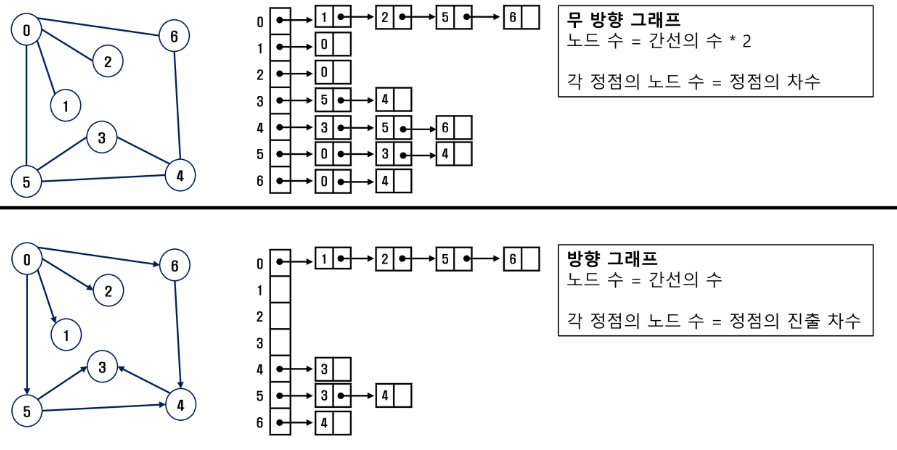 0
6
2
1
3
5
4
0 1 2 5 6
1 0
2 0
3 5 4
4 3 5 6
5 0 3 4
6 0 4
무 방향 그래프
노드 수 = 간선의 수 * 2
각 정점의 노드 수 = 정점의 차수
0
6
2
1
3
5
4
0 1 2 5 6
1
2
3
4 3
5 3 4
6 4
방향 그래프
노드 수 = 간선의 수
각 정점의 노드 수 = 정점의 진출 차수